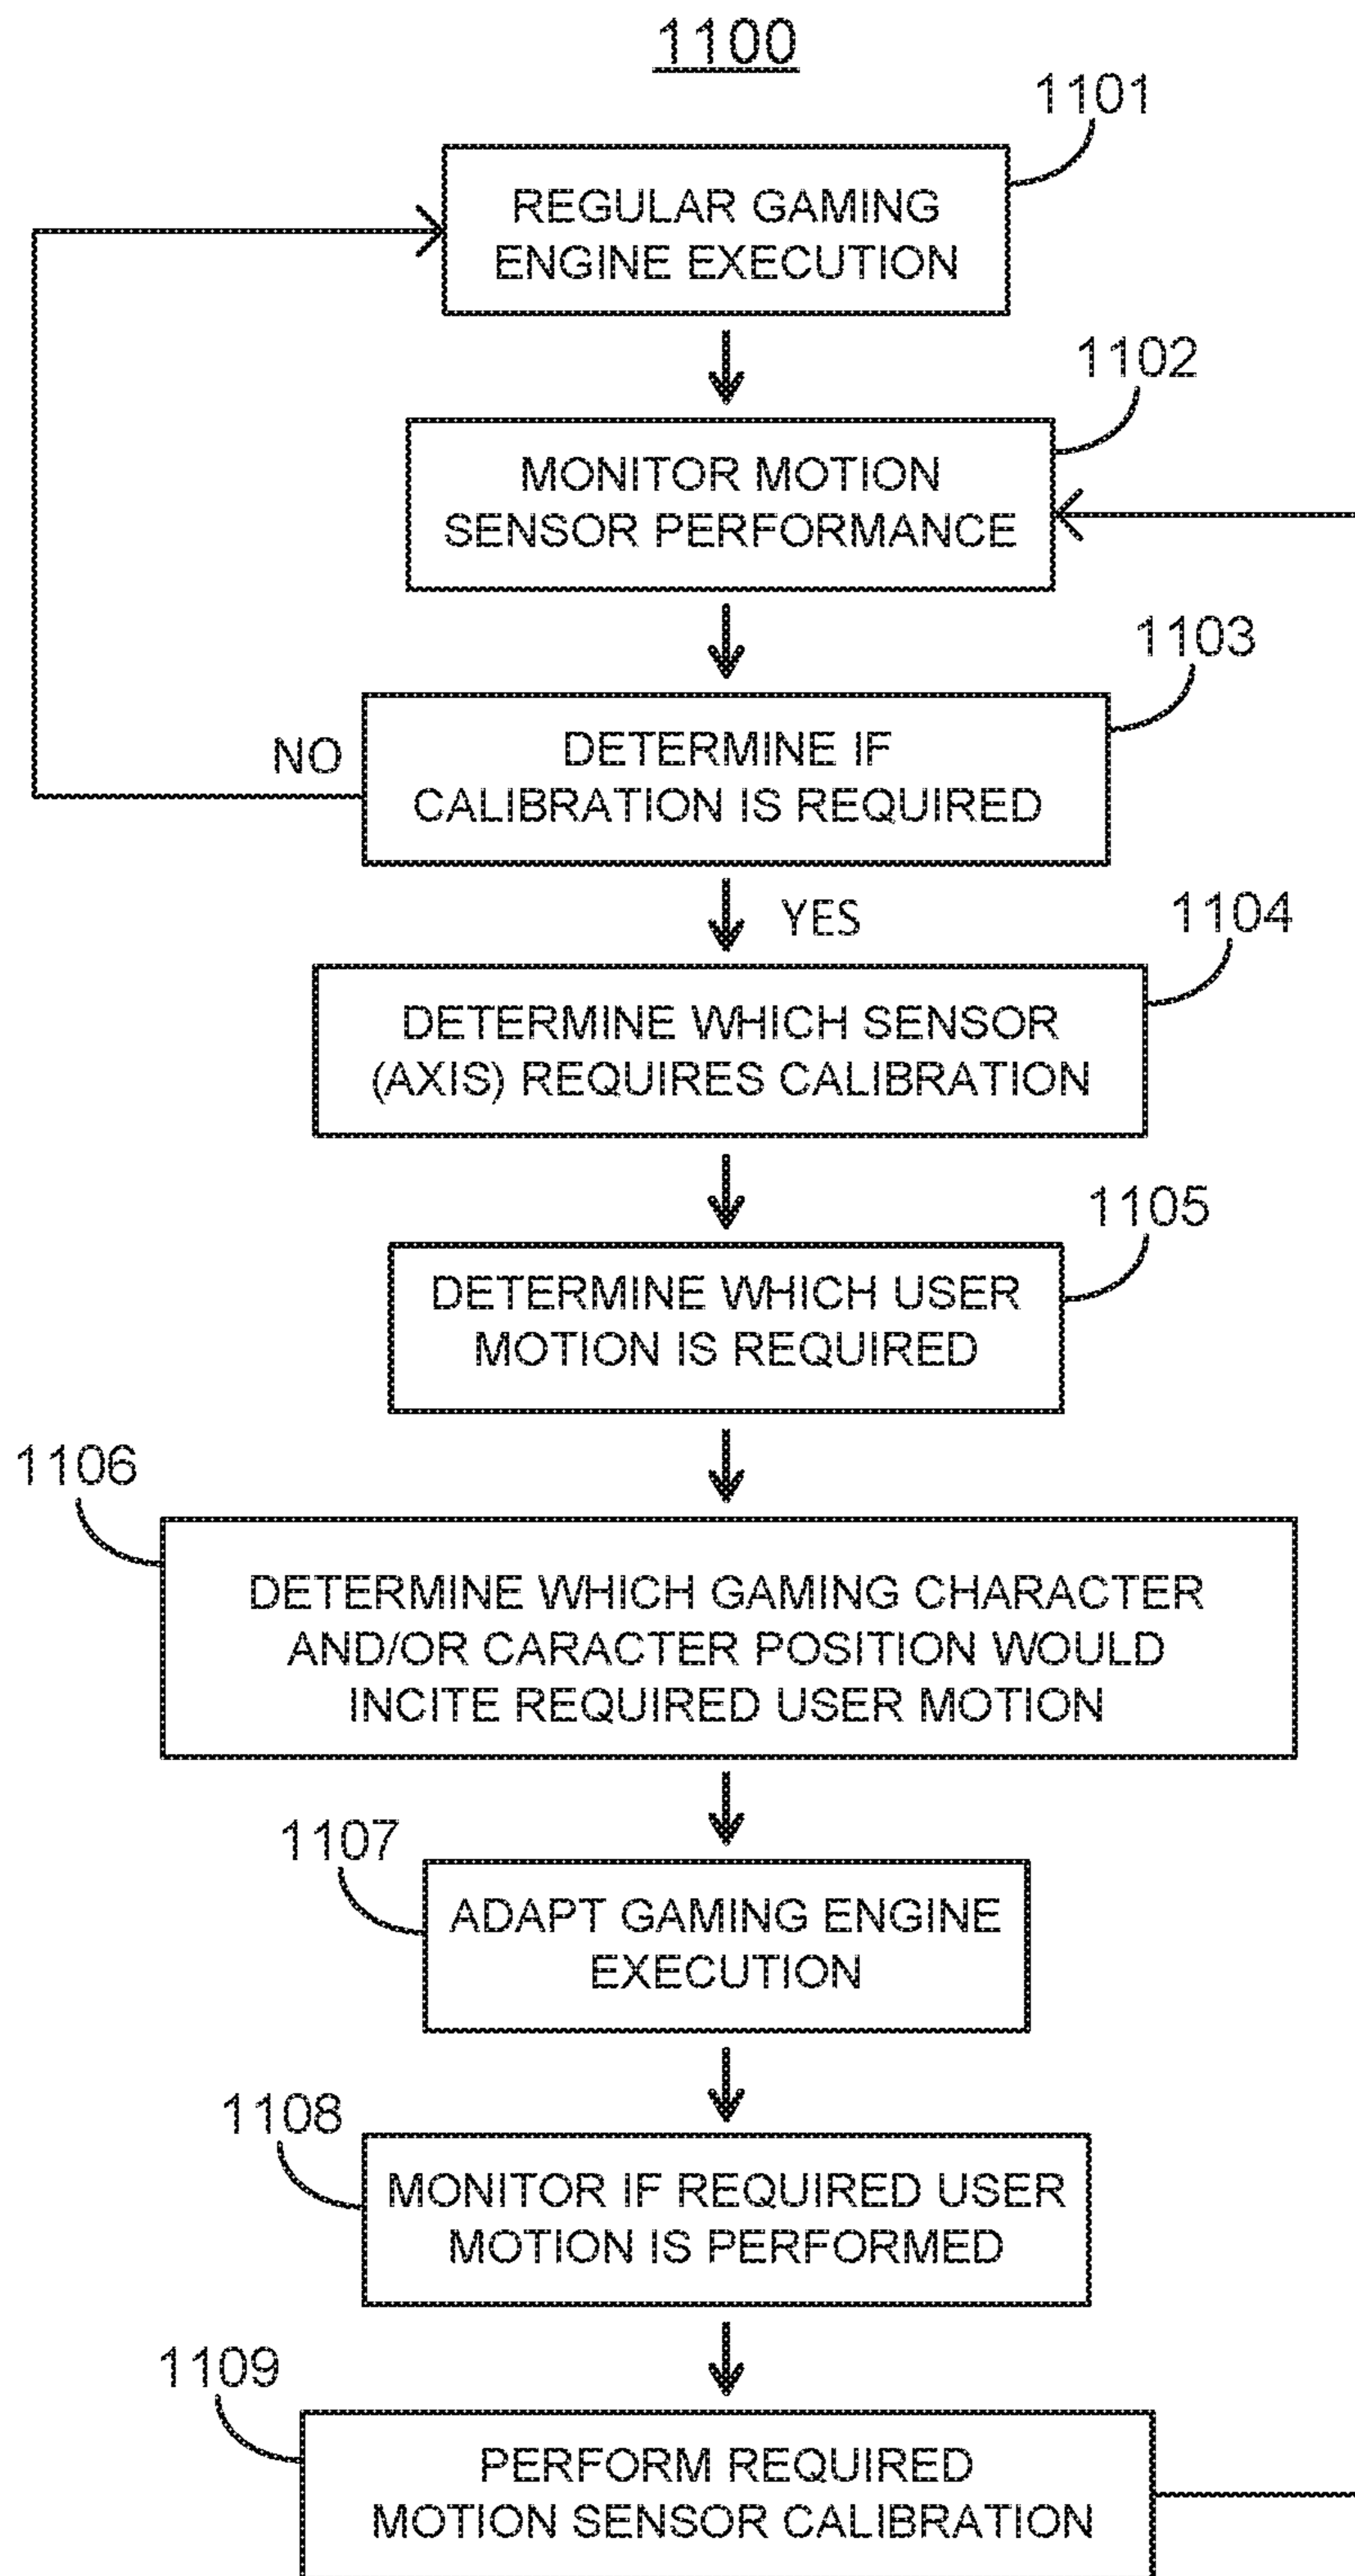 1100
1101
REGULAR GAMING
ENGINE EXECUTION
1102
MONITOR MOTION
SENSOR PERFORMANCE
1103
DETERMINE IF
CALIBRATION IS REQUIRED
NO
YES
1104
DETERMINE WHICH SENSOR
(AXIS) REQUIRES CALIBRATION
1105
DETERMINE WHICH USER
MOTION IS REQUIRED
1106
DETERMINE WHICH GAMING CHARACTER
AND/OR CARACTER POSITION WOULD
INCITE REQUIRED USER MOTION
1107
ADAPT GAMING ENGINE
EXECUTION
1108
MONITOR IF REQUIRED USER
MOTION IS PERFORMED
1109
PERFORM REQUIRED
MOTION SENSOR CALIBRATION